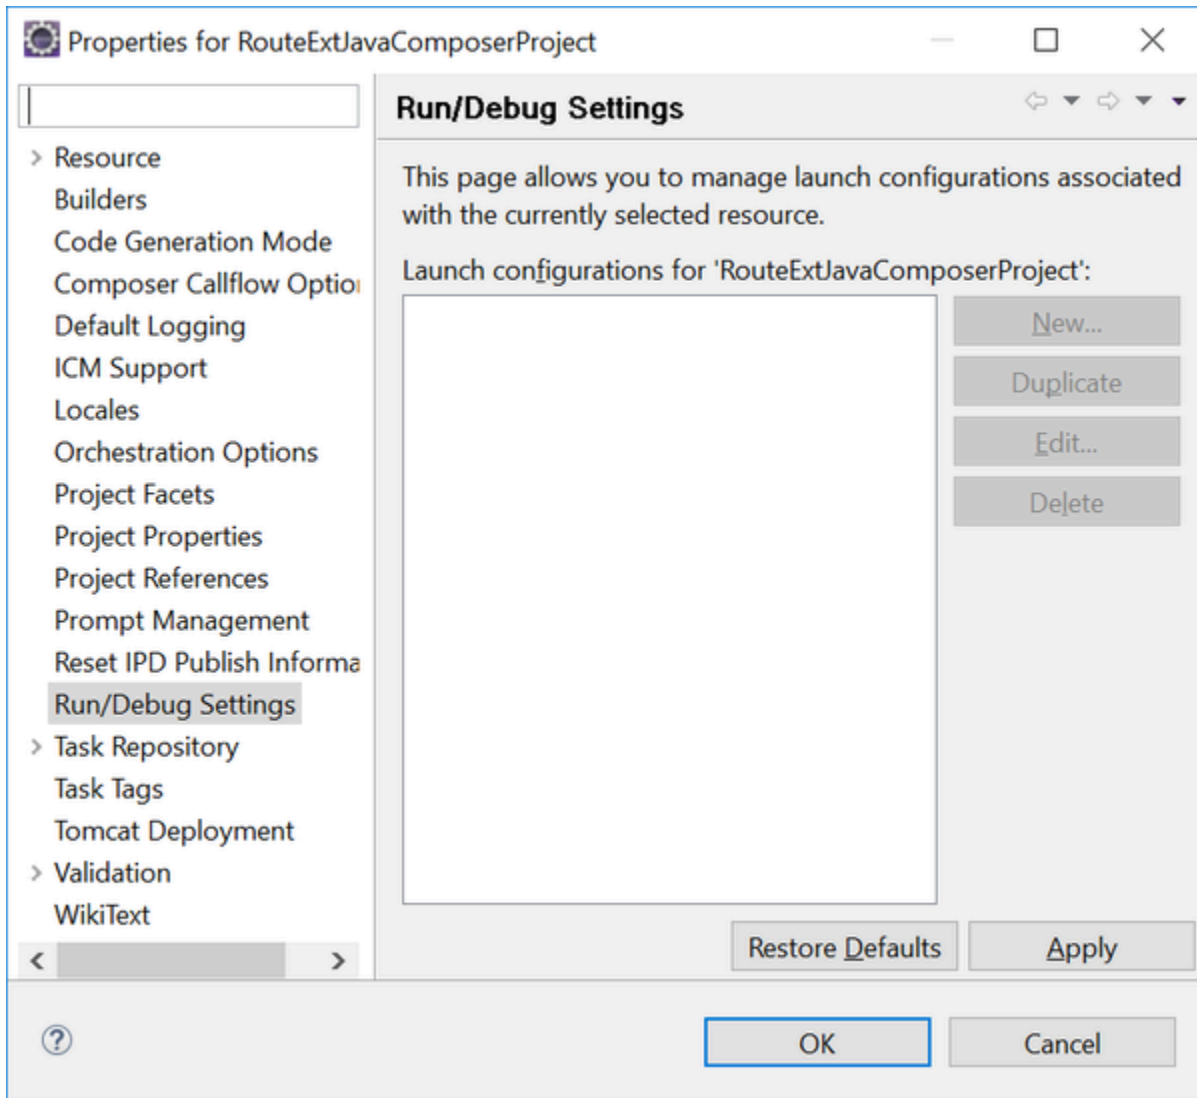 Properties for RouteExtJavaComposerProject
Run/Debug Settings
Resource
Builders
Code Generation Mode
Composer Callflow Optio
Default Logging
ICM Support
Locales
Orchestration Options
Project Facets
Project Properties
Project References
Prompt Management
Reset IPD Publish Informa
Run/Debug Settings
Task Repository
Task Tags
Tomcat Deployment
Validation
WikiText
This page allows you to manage launch configurations associated
with the currently selected resource.
Launch configurations for 'RouteExtJavaComposerProject':
New...
Duplicate
Edit...
Delete
Restore Defaults
Apply
OK
Cancel